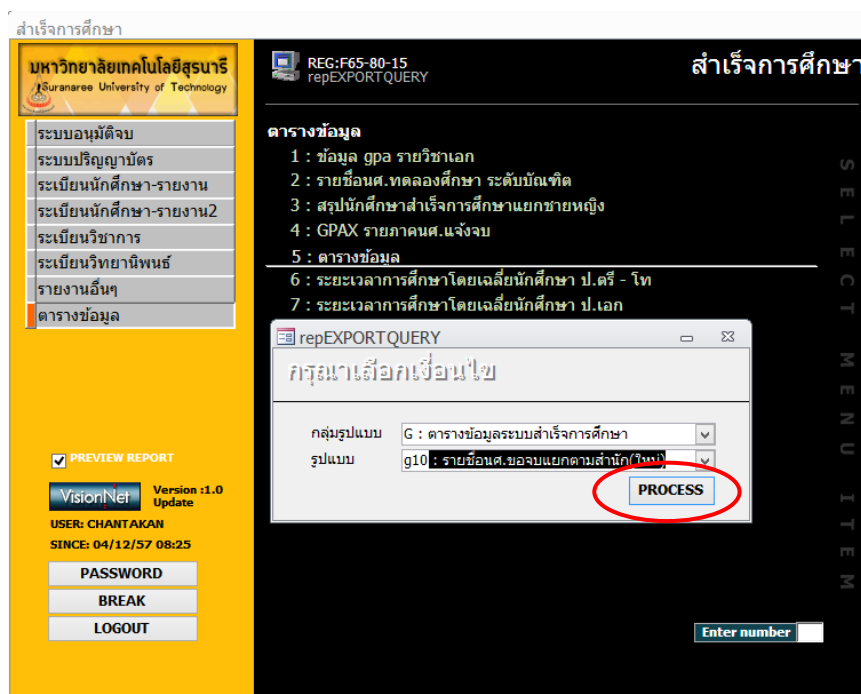 สำเร็จการศึกษา
มหาวิทยาลัยเทคโนโลยีสุรนารี
Suranaree University of Technology
REG:F65-80-15
repEXPORTQUERY
สำเร็จการศึกษา
ระบบอนุมัติจบ
ระบบปริญญาบัตร
ระเบียนนักศึกษา-รายงาน
ระเบียนนักศึกษา-รายงาน2
ระเบียนวิชาการ
ระเบียนวิทยานิพนธ์
รายงานอื่นๆ
ตารางข้อมูล
ตารางข้อมูล
1 : ข้อมูล gpa รายวิชาเอก
2 : รายชื่อนศ.ทดลองศึกษา ระดับบัณฑิต
3 : สรุปนักศึกษาสำเร็จการศึกษาแยกชายหญิง
4 : GPAX รายภาคนศ.แจ้งจบ
5 : ตารางข้อมูล
6 : ระยะเวลาการศึกษาโดยเฉลี่ยนักศึกษา ป.ตรี - โท
7 : ระยะเวลาการศึกษาโดยเฉลี่ยนักศึกษา ป.เอก
SELECT MENU ITEM
repEXPORTQUERY
กรุณาเลือกเงื่อนไข
กลุ่มรูปแบบ G : ตารางข้อมูลระบบสำเร็จการศึกษา
รูปแบบ g10 : รายชื่อนศ.ขอจบแยกตามสำนัก(ใหม่)
PROCESS
PREVIEW REPORT
VisionNet
Version :1.0
Update
USER: CHANTAKAN
SINCE: 04/12/57 08:25
PASSWORD
BREAK
LOGOUT
Enter number